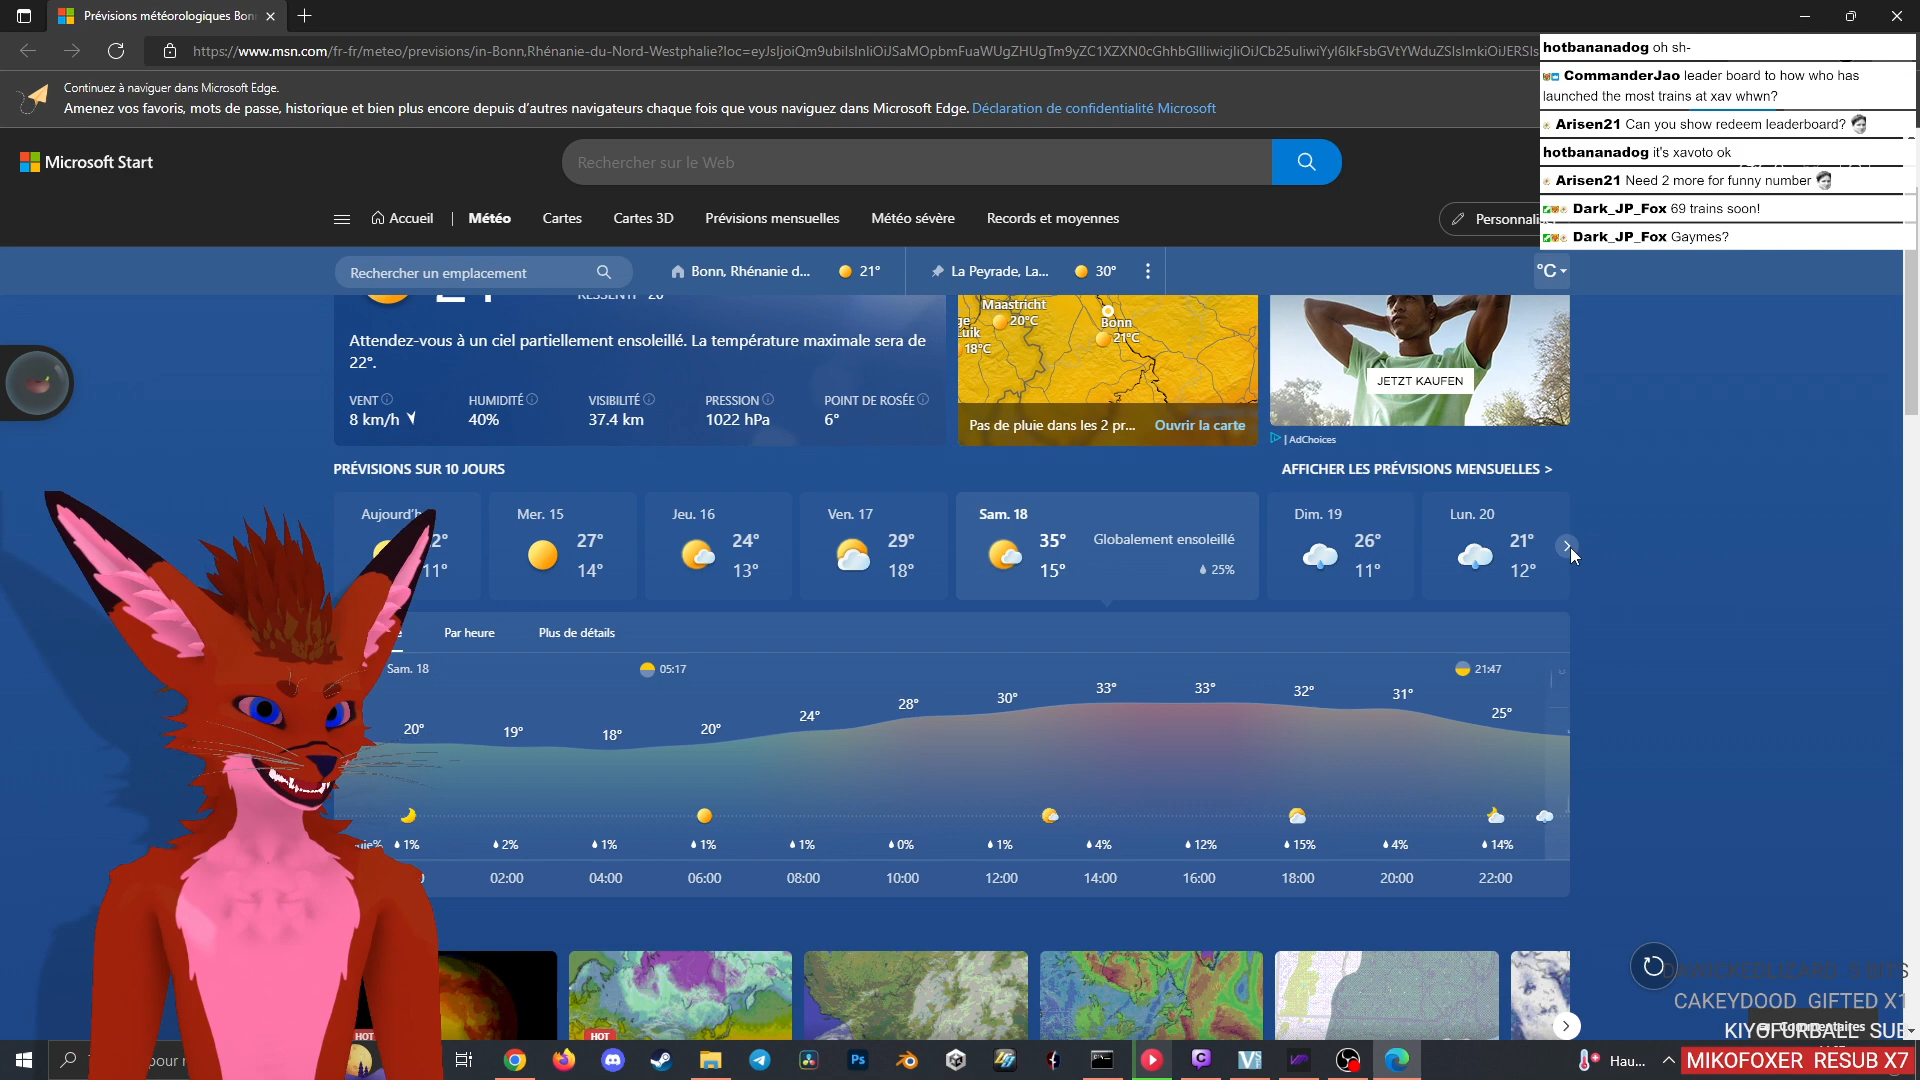 Prévisions météorologiques Bon
https://www.msn.com/fr-fr/meteo/previsions/in-Bonn,Rhénanie-du-Nord-Westphalie?
Continuez à naviguer dans Microsoft Edge.
Amenez vos favoris, mots de passe, historique et bien plus encore depuis d'autres navigateurs chaque fois que vous naviguez dans Microsoft Edge. Déclaration de confidentialité Microsoft
hotbananadog oh sh-
CommanderJao leader board to how who has
launched the most trains at xav whwn?
Arisen21 Can you show redeem leaderboard?
hotbananadog it's xavoto ok
Arisen21 Need 2 more for funny number
Dark_JP_Fox 69 trains soon!
Dark_JP_Fox Gaymes?
Microsoft Start
Rechercher sur le Web
Accueil Météo Cartes Cartes 3D Prévisions mensuelles Météo sévère Records et moyennes
Rechercher un emplacement
Bonn, Rhénanie d... 21°
La Peyrade, La... 30°
°C
Attendez-vous à un ciel partiellement ensoleillé. La température maximale sera de
22°.
VENT HUMIDITÉ VISIBILITÉ PRESSION POINT DE ROSÉE
8 km/h 40% 37.4 km 1022 hPa 6°
Maastricht
20°C
Bonn
21°C
18°C
Pas de pluie dans les 2 pr... Ouvrir la carte
JETZT KAUFEN
AdChoices
PRÉVISIONS SUR 10 JOURS
AFFICHER LES PRÉVISIONS MENSUELLES >
Mer. 15 Jeu. 16 Ven. 17 Sam. 18 Dim. 19 Lun. 20
27° 24° 29° 35° Globalement ensoleillé 26° 21°
11° 14° 13° 18° 15° 25% 11° 12°
Par heure Plus de détails
Sam. 18 05:17 21:47
20° 19° 18° 20° 24° 28° 30° 33° 33° 32° 31° 25°
1% 2% 1% 1% 1% 0% 1% 4% 12% 15% 4% 14%
02:00 04:00 06:00 08:00 10:00 12:00 14:00 16:00 18:00 20:00 22:00
HOT
HOT
CAKEYDOOD GIFTED X1
Commentaires
KIYOFURBALL SUB
MIKOFOXER RESUB X7
Hau...